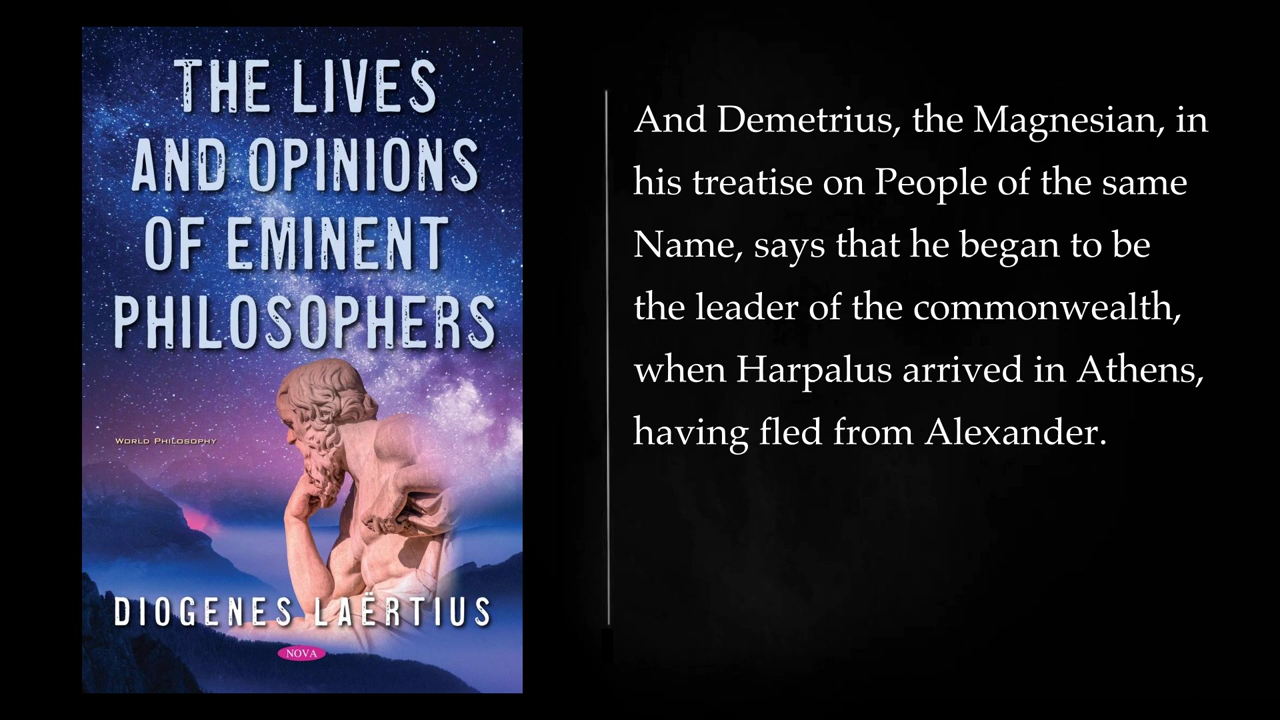 THE LIVES
AND OPINIONS
OF EMINENT
PHILOSOPHERS
WORLD PHILOSOPHY
DIOGENES LAËRTIUS
NOVA
And Demetrius, the Magnesian, in
his treatise on People of the same
Name, says that he began to be
the leader of the commonwealth,
when Harpalus arrived in Athens,
having fled from Alexander.